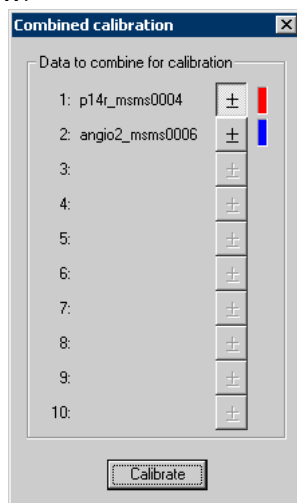 Combined calibration
Data to combine for calibration
1: p14r_msms0004 ±
2: angio2_msms0006 ±
3: ±
4: ±
5: ±
6: ±
7: ±
8: ±
9: ±
10: ±
Calibrate